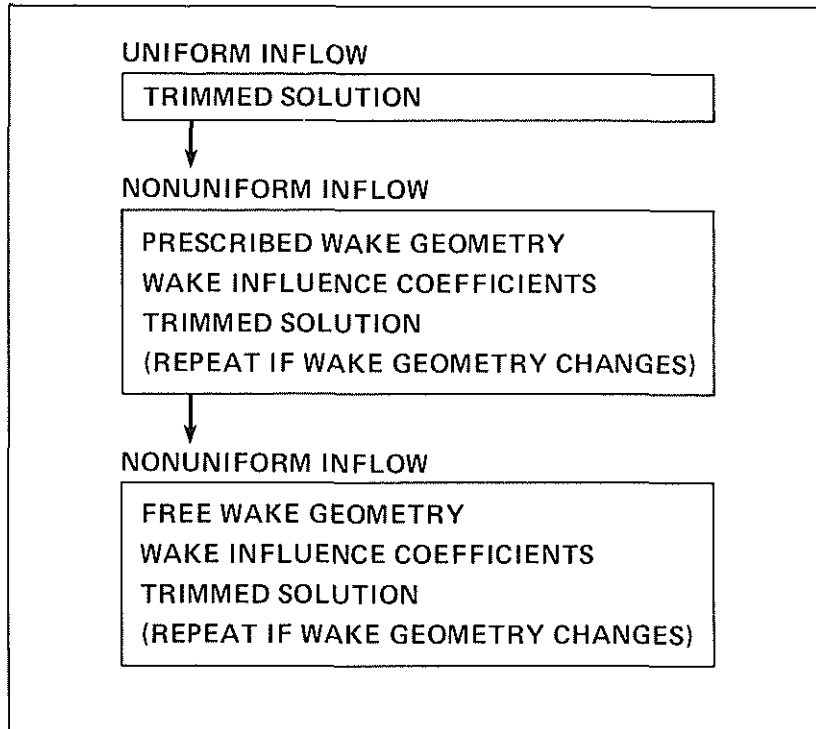 UNIFORM INFLOW
TRIMMED SOLUTION
NONUNIFORM INFLOW
PRESCRIBED WAKE GEOMETRY
WAKE INFLUENCE COEFFICIENTS
TRIMMED SOLUTION
(REPEAT IF WAKE GEOMETRY CHANGES)
NONUNIFORM INFLOW
FREE WAKE GEOMETRY
WAKE INFLUENCE COEFFICIENTS
TRIMMED SOLUTION
(REPEAT IF WAKE GEOMETRY CHANGES)